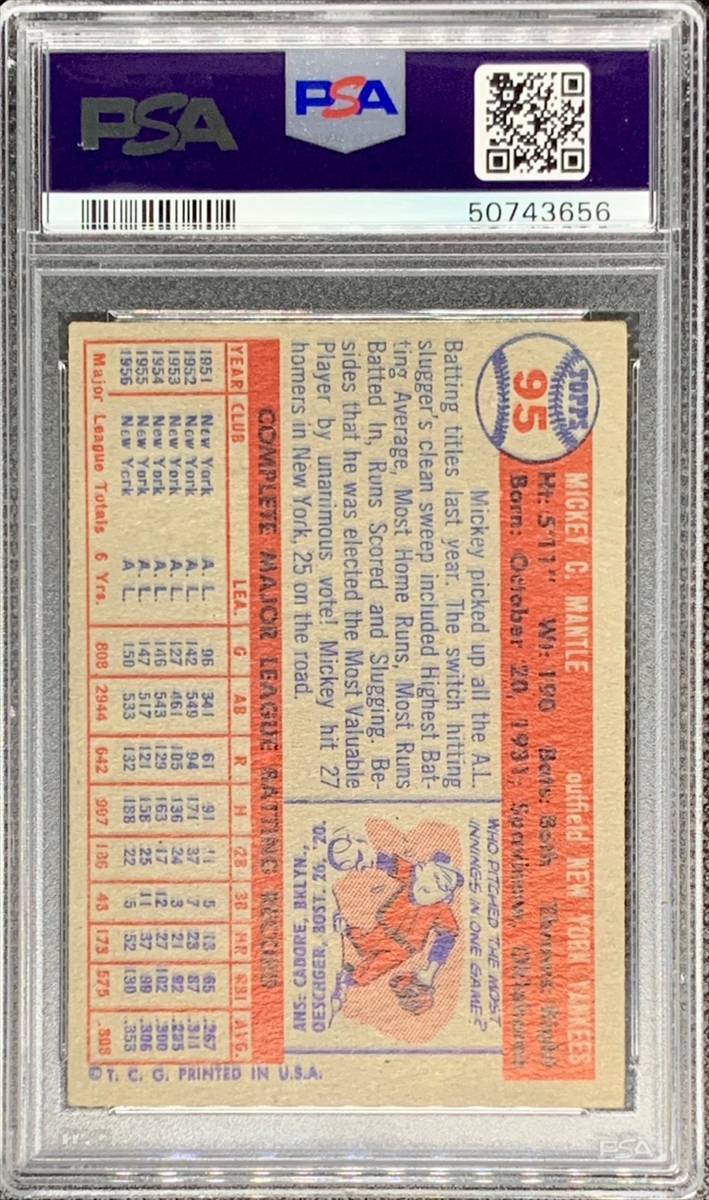 PSA
PSA
50743656
TOPPS
95
MICKEY C. MANTLE outfield NEW YORK YANKEES
Ht: 5'11" Wt: 190 Bats: Both Throws: Right
Born: October 20, 1931, Spavinaw, Oklahoma
Mickey picked up all the A.L.
Batting titles last year. The switch hitting
slugger's clean sweep included Highest Bat-
ting Average, Most Home Runs, Most Runs
Batted In, Runs Scored and Slugging. Be-
sides that he was elected the Most Valuable
Player by unanimous vote! Mickey hit 27
homers in New York, 25 on the road.
WHO PITCHED THE MOST
INNINGS IN ONE GAME?
ANS: CADORE, BKLYN.,
OESCHGER, BOST. 26, '20.
COMPLETE MAJOR LEAGUE BATTING RECORD
YEAR CLUB LEA. G AB R H 2B 3B HR RBI AVG.
1951 New York A. L. 96 341 61 91 11 5 13 65 .267
1952 New York A. L. 142 549 94 171 37 7 23 87 .311
1953 New York A. L. 127 461 105 136 24 3 21 92 .295
1954 New York A. L. 146 543 129 163 17 12 27 102 .300
1955 New York A. L. 147 517 121 158 25 11 37 99 .306
1956 New York A. L. 150 533 132 188 22 5 52 130 .353
Major League Totals 6 Yrs. 808 2944 642 907 136 43 173 575 .308
© T. C. G. PRINTED IN U.S.A.
PSA